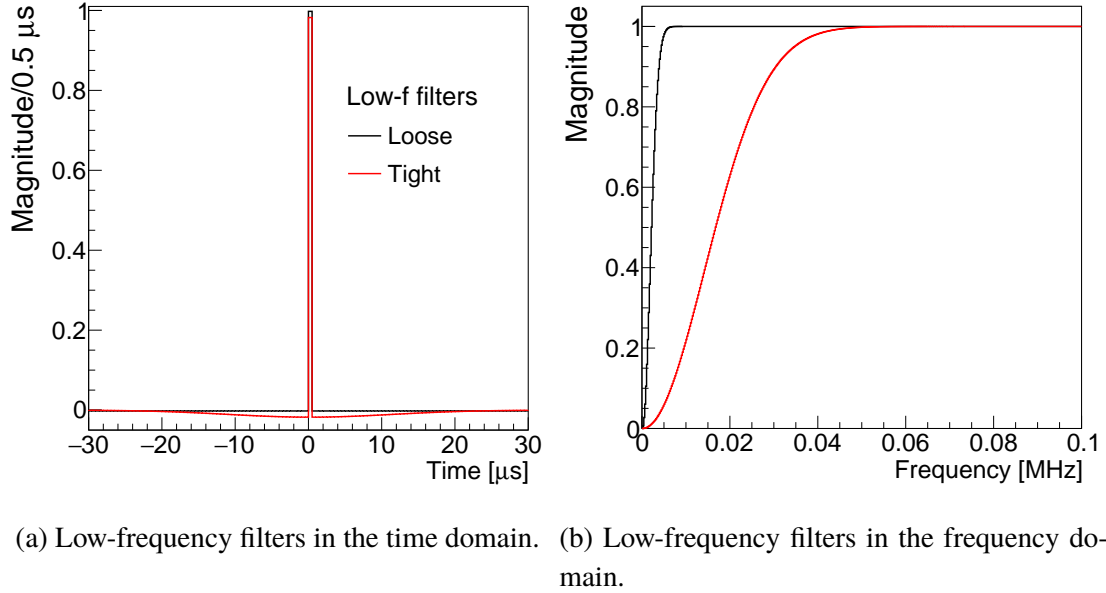 Magnitude/0.5 μs
1
0.8
0.6
0.4
0.2
0
Low-f filters
Loose
Tight
−30 −20 −10 0 10 20 30
Time [μs]
Magnitude
1
0.8
0.6
0.4
0.2
0
0 0.02 0.04 0.06 0.08 0.1
Frequency [MHz]
(a) Low-frequency filters in the time domain.
(b) Low-frequency filters in the frequency do-
main.